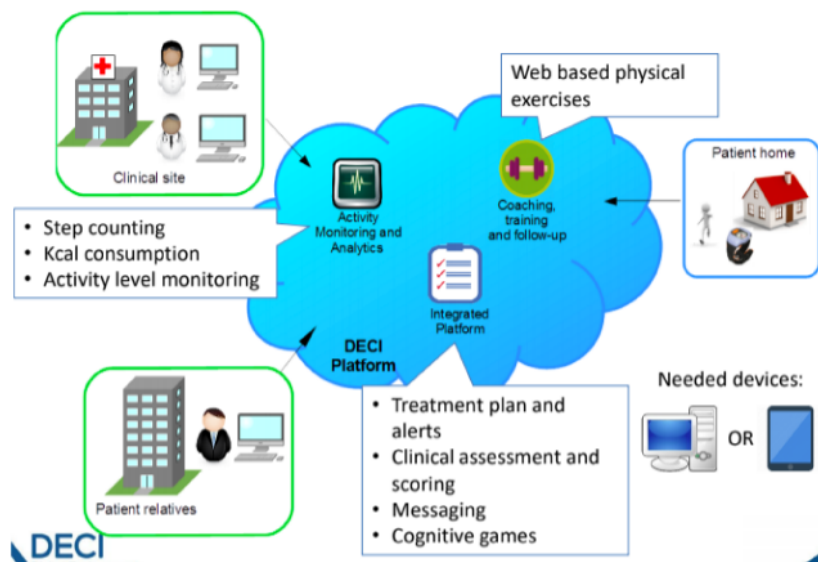 Clinical site
Web based physical
exercises
Patient home
Activity
Monitoring and
Analytics
Coaching,
training
and follow-up
• Step counting
• Kcal consumption
• Activity level monitoring
Integrated
Platform
DECI
Platform
Patient relatives
• Treatment plan and
alerts
• Clinical assessment and
scoring
• Messaging
• Cognitive games
Needed devices:
OR
DECI